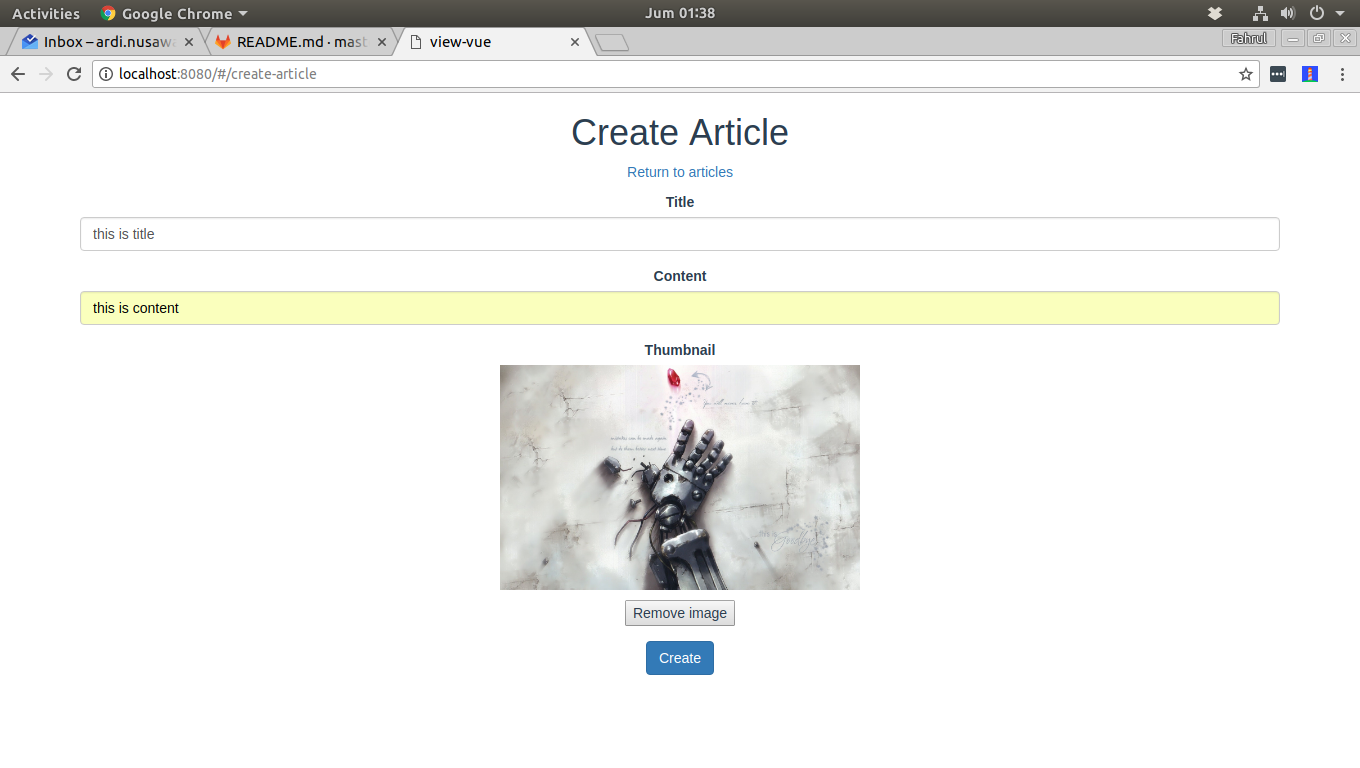 Activities Google Chrome Jum 01:38
Inbox – ardi.nusawa README.md · mast view-vue Fahrul
localhost:8080/#/create-article
Create Article
Return to articles
Title
this is title
Content
this is content
Thumbnail
Remove image
Create